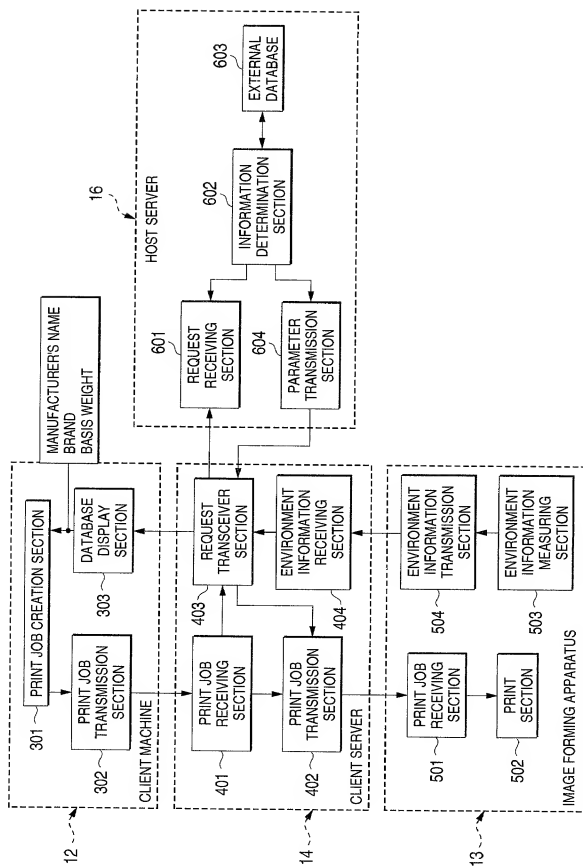 MANUFACTURER'S NAME
BRAND
BASIS WEIGHT
12
CLIENT MACHINE
301
PRINT JOB CREATION SECTION
302
PRINT JOB
TRANSMISSION
SECTION
303
DATABASE
DISPLAY
SECTION
14
CLIENT SERVER
401
PRINT JOB
RECEIVING
SECTION
402
PRINT JOB
TRANSMISSION
SECTION
403
REQUEST
TRANSCEIVER
SECTION
404
ENVIRONMENT
INFORMATION
RECEIVING
SECTION
13
IMAGE FORMING APPARATUS
501
PRINT JOB
RECEIVING
SECTION
502
PRINT
SECTION
504
ENVIRONMENT
INFORMATION
TRANSMISSION
SECTION
503
ENVIRONMENT
INFORMATION
MEASURING
SECTION
16
HOST SERVER
601
REQUEST
RECEIVING
SECTION
602
INFORMATION
DETERMINATION
SECTION
603
EXTERNAL
DATABASE
604
PARAMETER
TRANSMISSION
SECTION